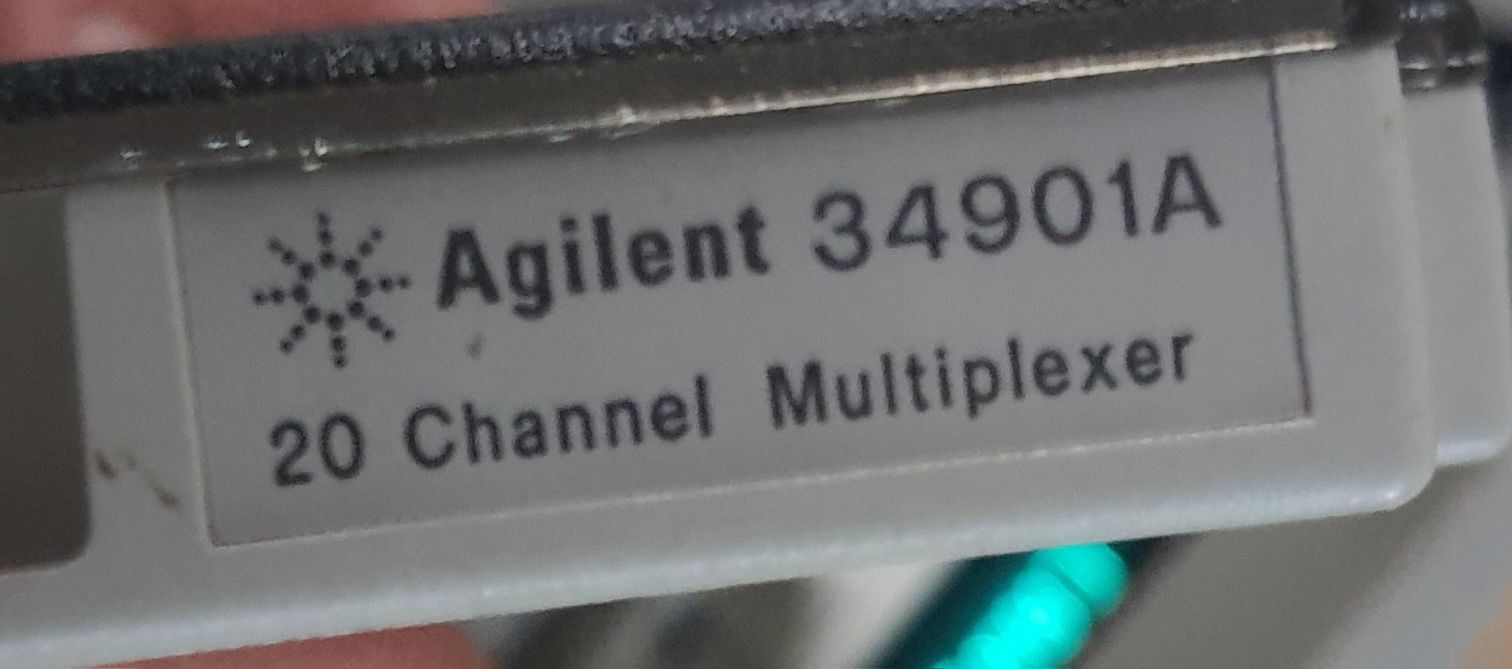 Agilent 34901A
20 Channel Multiplexer